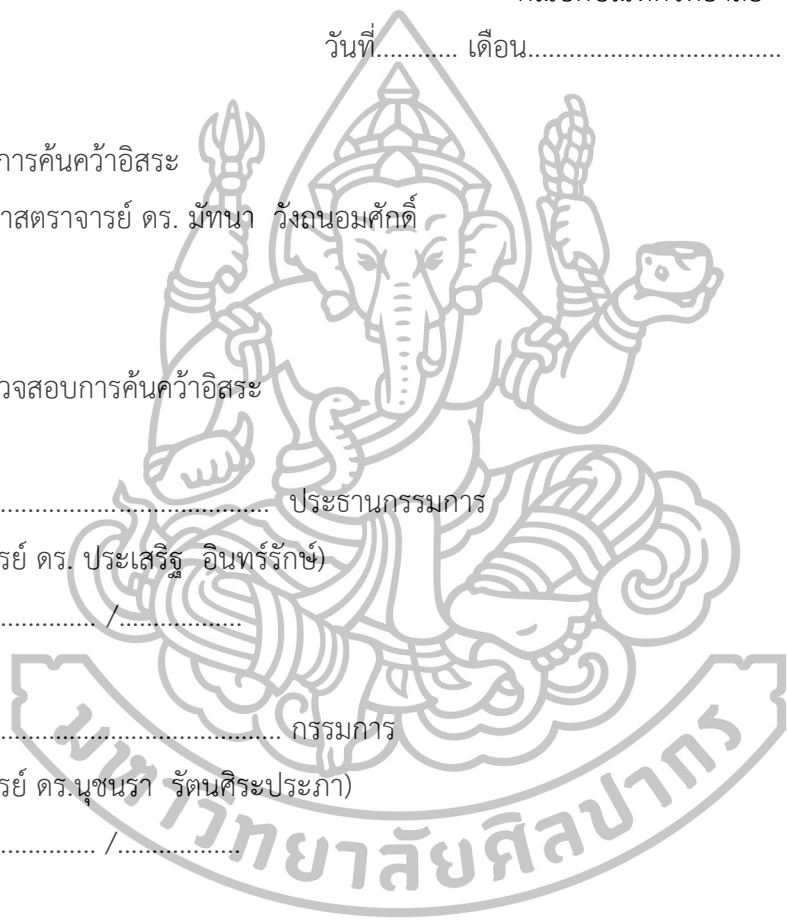 วันที่............ เดือน.....................................
การค้นคว้าอิสระ
าสตราจารย์ ดร. มัทนา วังถนอมศักดิ์
วจสอบการค้นคว้าอิสระ
....................................... ประธานกรรมการ
รย์ ดร. ประเสริฐ อินทร์รักษ์)
.............. /..................
......................................... กรรมการ
รย์ ดร.นุชนรา รัตนศิระประภา)
.............. /..................
มหาวิทยาลัยศิลปากร